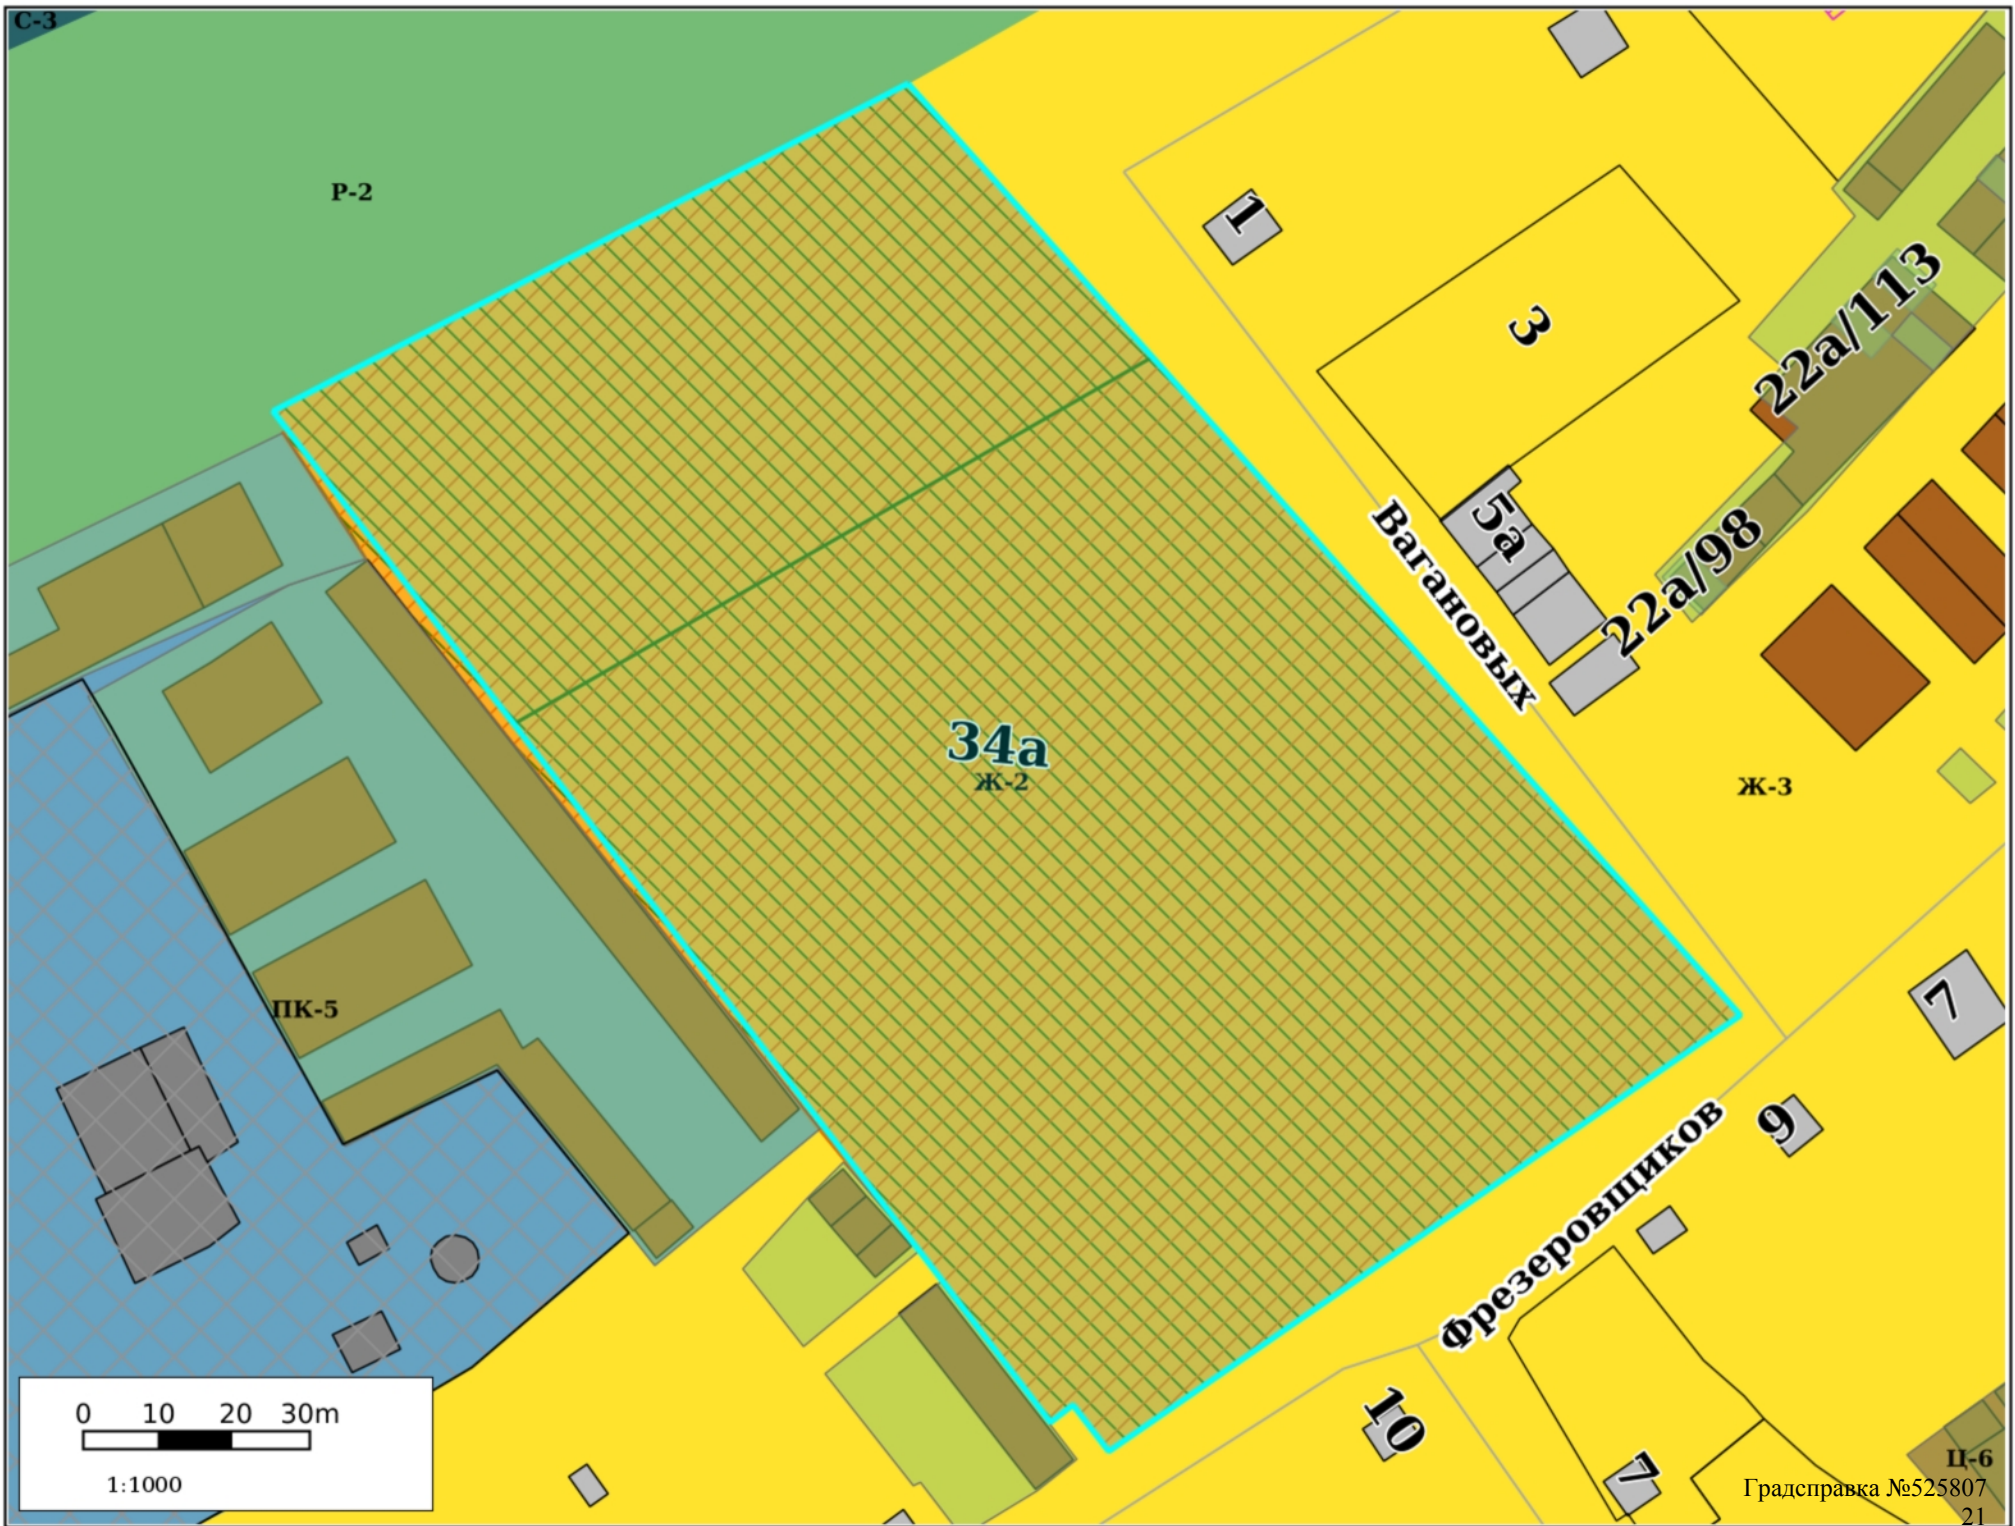 С-3
Р-2
1
3
22а/113
5а
22а/98
Вагановых
34а
Ж-2
Ж-3
7
ПК-5
9
Фрезеровщиков
10
7
Ц-6
0 10 20 30m
1:1000
Градсправка №525807
21